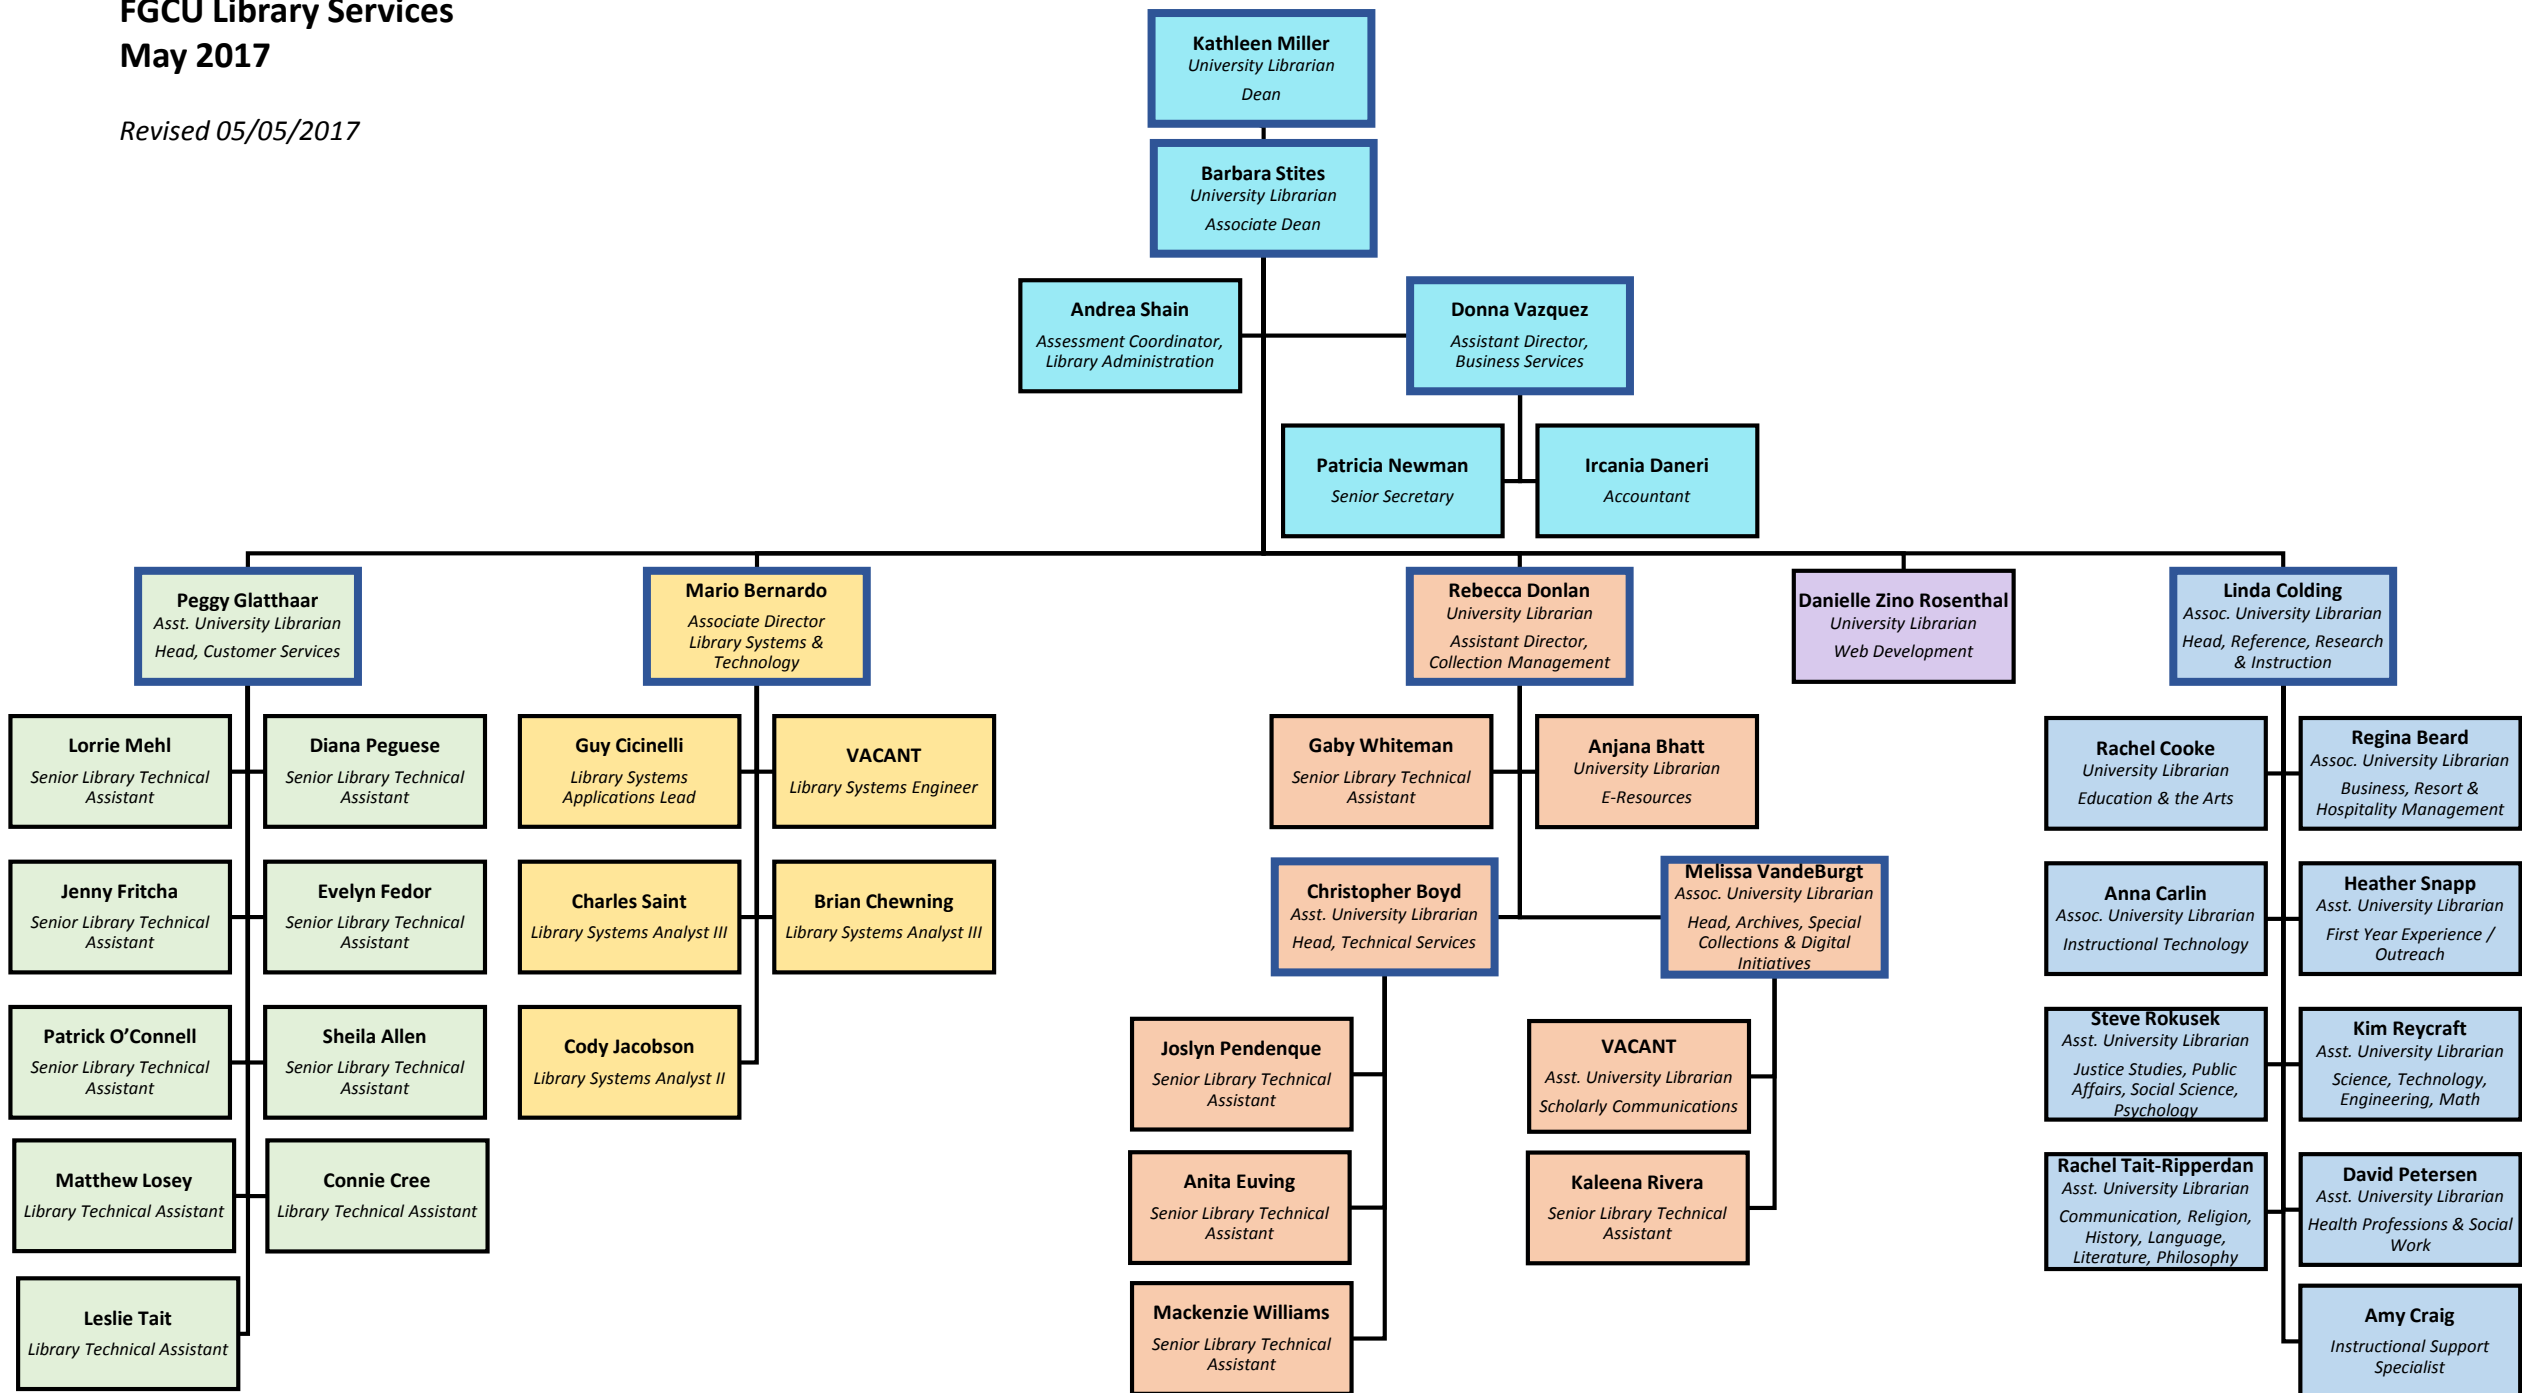 FGCU Library Services
May 2017
Revised 05/05/2017
Kathleen Miller
University Librarian
Dean
Barbara Stites
University Librarian
Associate Dean
Andrea Shain
Assessment Coordinator,
Library Administration
Donna Vazquez
Assistant Director,
Business Services
Patricia Newman
Senior Secretary
Ircania Daneri
Accountant
Peggy Glatthaar
Asst. University Librarian
Head, Customer Services
Mario Bernardo
Associate Director
Library Systems &
Technology
Rebecca Donlan
University Librarian
Assistant Director,
Collection Management
Danielle Zino Rosenthal
University Librarian
Web Development
Linda Colding
Assoc. University Librarian
Head, Reference, Research
& Instruction
Lorrie Mehl
Senior Library Technical
Assistant
Diana Peguese
Senior Library Technical
Assistant
Guy Cicinelli
Library Systems
Applications Lead
VACANT
Library Systems Engineer
Gaby Whiteman
Senior Library Technical
Assistant
Anjana Bhatt
University Librarian
E-Resources
Rachel Cooke
University Librarian
Education & the Arts
Regina Beard
Assoc. University Librarian
Business, Resort &
Hospitality Management
Jenny Fritcha
Senior Library Technical
Assistant
Evelyn Fedor
Senior Library Technical
Assistant
Charles Saint
Library Systems Analyst III
Brian Chewning
Library Systems Analyst III
Christopher Boyd
Asst. University Librarian
Head, Technical Services
Melissa VandeBurgt
Assoc. University Librarian
Head, Archives, Special
Collections & Digital
Initiatives
Anna Carlin
Assoc. University Librarian
Instructional Technology
Heather Snapp
Asst. University Librarian
First Year Experience /
Outreach
Patrick O’Connell
Senior Library Technical
Assistant
Sheila Allen
Senior Library Technical
Assistant
Cody Jacobson
Library Systems Analyst II
Joslyn Pendenque
Senior Library Technical
Assistant
VACANT
Asst. University Librarian
Scholarly Communications
Steve Rokusek
Asst. University Librarian
Justice Studies, Public
Affairs, Social Science,
Psychology
Kim Reycraft
Asst. University Librarian
Science, Technology,
Engineering, Math
Matthew Losey
Library Technical Assistant
Connie Cree
Library Technical Assistant
Anita Euving
Senior Library Technical
Assistant
Kaleena Rivera
Senior Library Technical
Assistant
Rachel Tait-Ripperdan
Asst. University Librarian
Communication, Religion,
History, Language,
Literature, Philosophy
David Petersen
Asst. University Librarian
Health Professions & Social
Work
Leslie Tait
Library Technical Assistant
Mackenzie Williams
Senior Library Technical
Assistant
Amy Craig
Instructional Support
Specialist